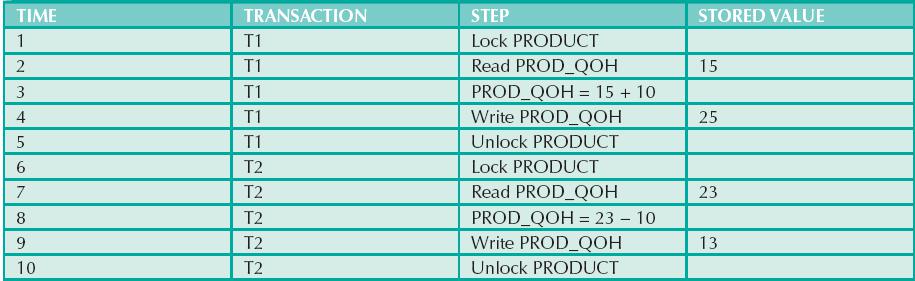 TIME TRANSACTION STEP STORED VALUE
1 T1 Lock PRODUCT
2 T1 Read PROD_QOH 15
3 T1 PROD_QOH = 15 + 10
4 T1 Write PROD_QOH 25
5 T1 Unlock PRODUCT
6 T2 Lock PRODUCT
7 T2 Read PROD_QOH 23
8 T2 PROD_QOH = 23 – 10
9 T2 Write PROD_QOH 13
10 T2 Unlock PRODUCT